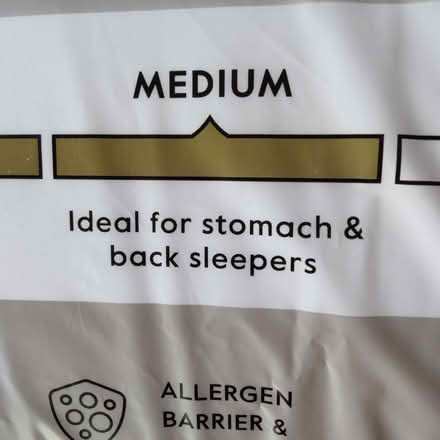 MEDIUM
Ideal for stomach &
back sleepers
ALLERGEN
BARRIER &